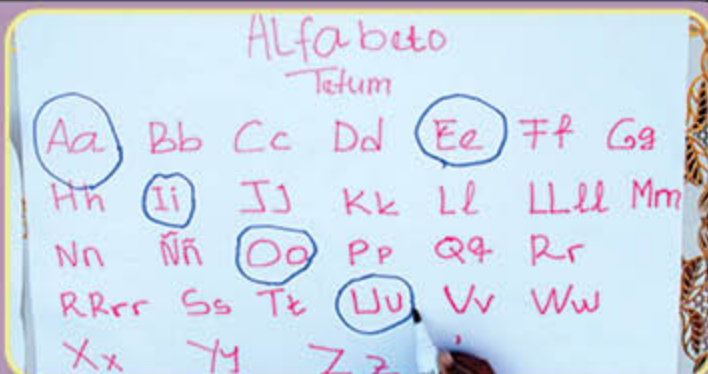 ALfabeto
Tetum
Aa Bb Cc Dd Ee Ff Gg
Hh Ii Jj Kk Ll LLll Mm
Nn Ññ Oo Pp Qq Rr
RRrr Ss Tt Uu Vv Ww
Xx Yy Zz